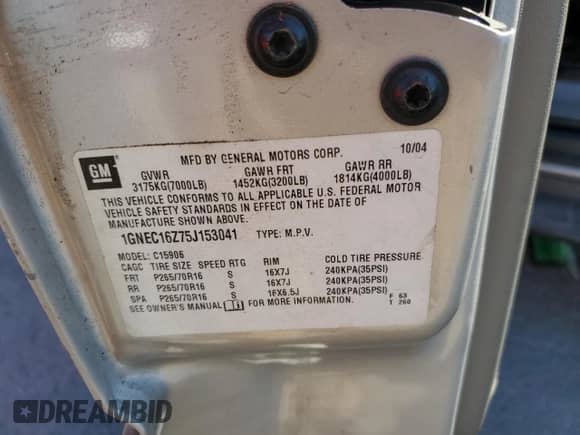 GM
MFD BY GENERAL MOTORS CORP. 10/04
GVWR GAWR FRT GAWR RR
3175KG(7000LB) 1452KG(3200LB) 1814KG(4000LB)
THIS VEHICLE CONFORMS TO ALL APPLICABLE U.S. FEDERAL MOTOR
VEHICLE SAFETY STANDARDS IN EFFECT ON THE DATE OF
MANUFACTURE SHOWN ABOVE.
1GNEC16Z75J153041 TYPE: M.P.V.
MODEL: C15906
CAGC TIRE SIZE SPEED RTG RIM COLD TIRE PRESSURE
FRT P265/70R16 S 16X7J 240KPA(35PSI)
RR P265/70R16 S 16X7J 240KPA(35PSI)
SPA P265/70R16 S 16X6.5J 240KPA(35PSI)
SEE OWNER'S MANUAL FOR MORE INFORMATION. F 63
T 260
DREAMBID